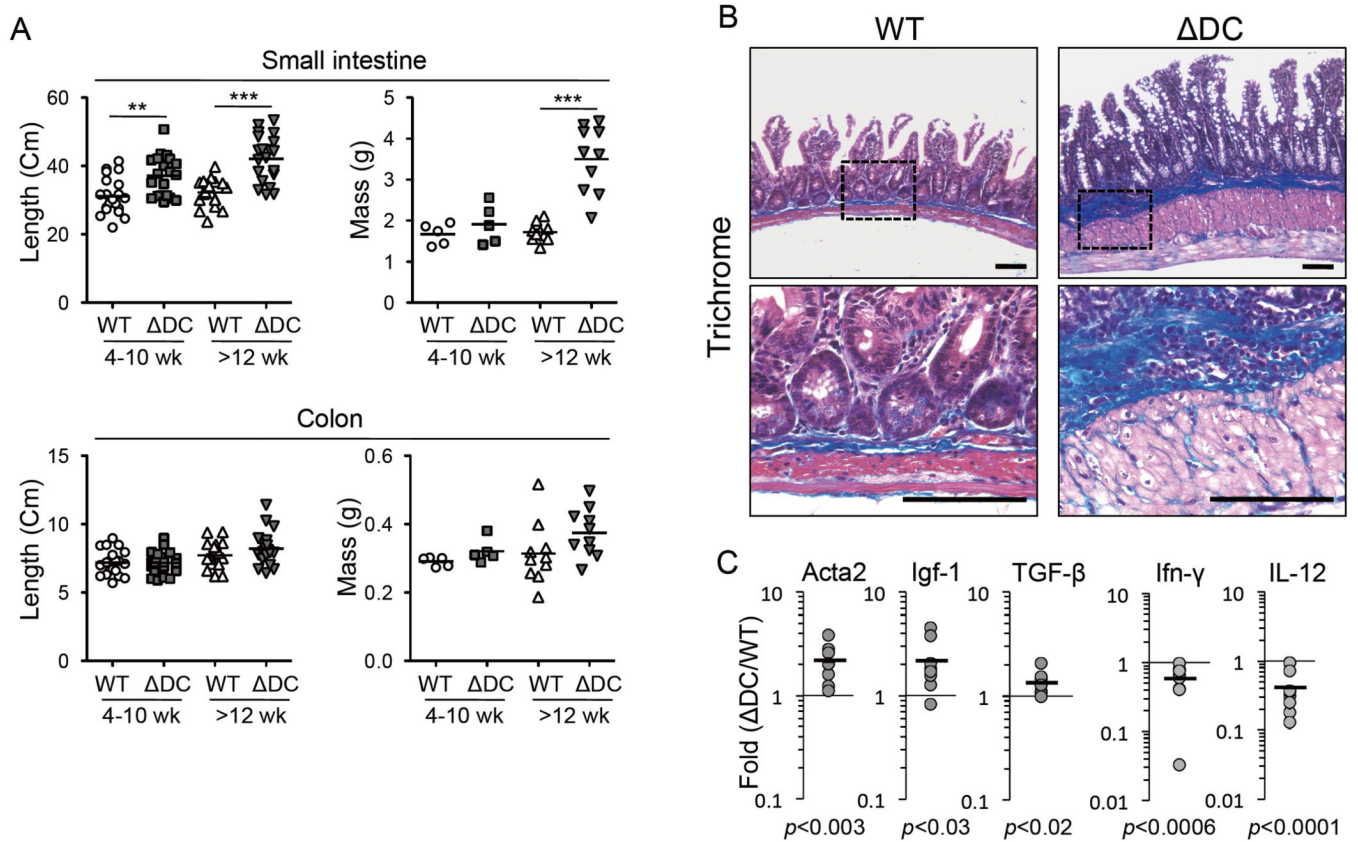 A
Small intestine
**
***
60
40
20
0
Length (Cm)
WT ΔDC WT ΔDC
4-10 wk >12 wk
***
5
4
3
2
1
0
Mass (g)
WT ΔDC WT ΔDC
4-10 wk >12 wk
Colon
15
10
5
0
Length (Cm)
WT ΔDC WT ΔDC
4-10 wk >12 wk
0.6
0.4
0.2
0.0
Mass (g)
WT ΔDC WT ΔDC
4-10 wk >12 wk
B
WT ΔDC
Trichrome
C
Acta2 Igf-1 TGF-β Ifn-γ IL-12
Fold (ΔDC/WT)
10 10 10 10 10
1 1 1 1 1
0.1 0.1 0.1 0.1 0.1
0.01 0.01
p<0.003 p<0.03 p<0.02 p<0.0006 p<0.0001